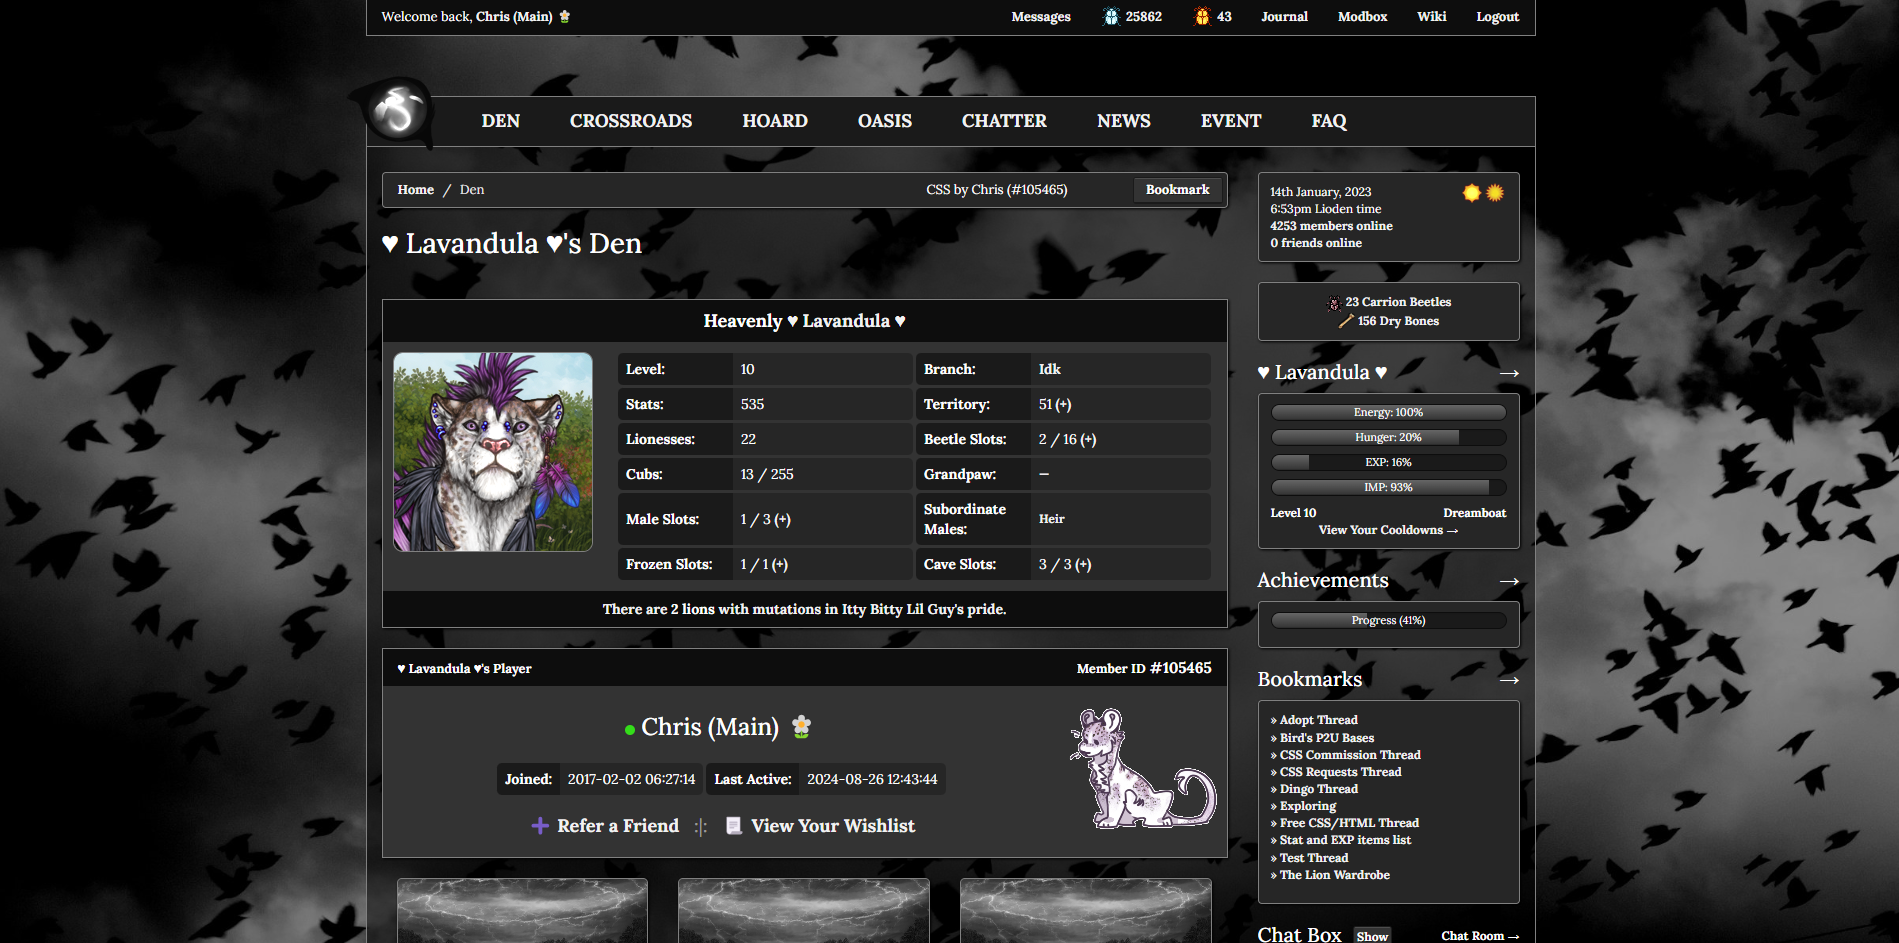 Welcome back, Chris (Main)
Messages 25862 43 Journal Modbox Wiki Logout
DEN CROSSROADS HOARD OASIS CHATTER NEWS EVENT FAQ
Home / Den CSS by Chris (#105465) Bookmark
♥ Lavandula ♥'s Den
Heavenly ♥ Lavandula ♥
Level: 10 Branch: Idk
Stats: 535 Territory: 51 (+)
Lionesses: 22 Beetle Slots: 2 / 16 (+)
Cubs: 13 / 255 Grandpaw: —
Male Slots: 1 / 3 (+) Subordinate Males: Heir
Frozen Slots: 1 / 1 (+) Cave Slots: 3 / 3 (+)
There are 2 lions with mutations in Itty Bitty Lil Guy's pride.
♥ Lavandula ♥'s Player Member ID #105465
Chris (Main)
Joined: 2017-02-02 06:27:14 Last Active: 2024-08-26 12:43:44
Refer a Friend :|: View Your Wishlist
14th January, 2023
6:53pm Lioden time
4253 members online
0 friends online
23 Carrion Beetles
156 Dry Bones
♥ Lavandula ♥ →
Energy: 100%
Hunger: 20%
EXP: 16%
IMP: 93%
Level 10 Dreamboat
View Your Cooldowns →
Achievements →
Progress (41%)
Bookmarks →
» Adopt Thread
» Bird's P2U Bases
» CSS Commission Thread
» CSS Requests Thread
» Dingo Thread
» Exploring
» Free CSS/HTML Thread
» Stat and EXP items list
» Test Thread
» The Lion Wardrobe
Chat Box Show Chat Room →